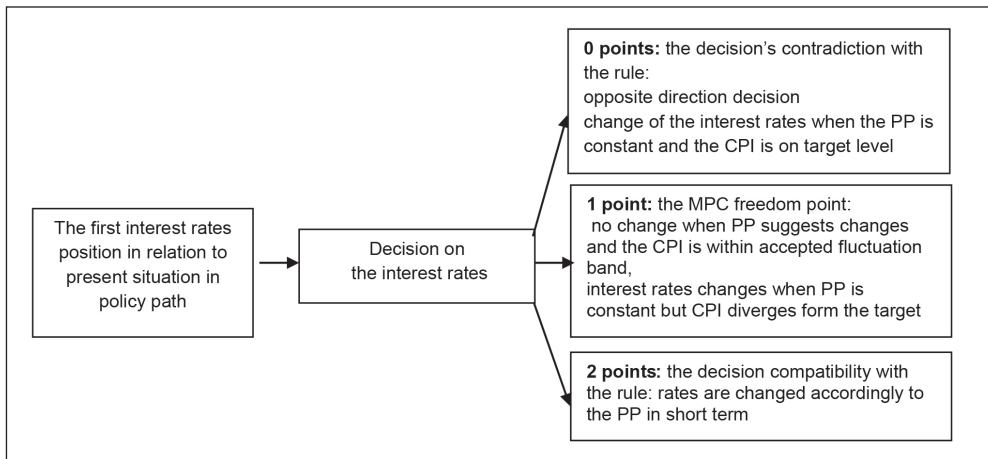 The first interest rates
position in relation to
present situation in
policy path
Decision on
the interest rates
0 points: the decision's contradiction with
the rule:
opposite direction decision
change of the interest rates when the PP is
constant and the CPI is on target level
1 point: the MPC freedom point:
no change when PP suggests changes
and the CPI is within accepted fluctuation
band,
interest rates changes when PP is
constant but CPI diverges form the target
2 points: the decision compatibility with
the rule: rates are changed accordingly to
the PP in short term